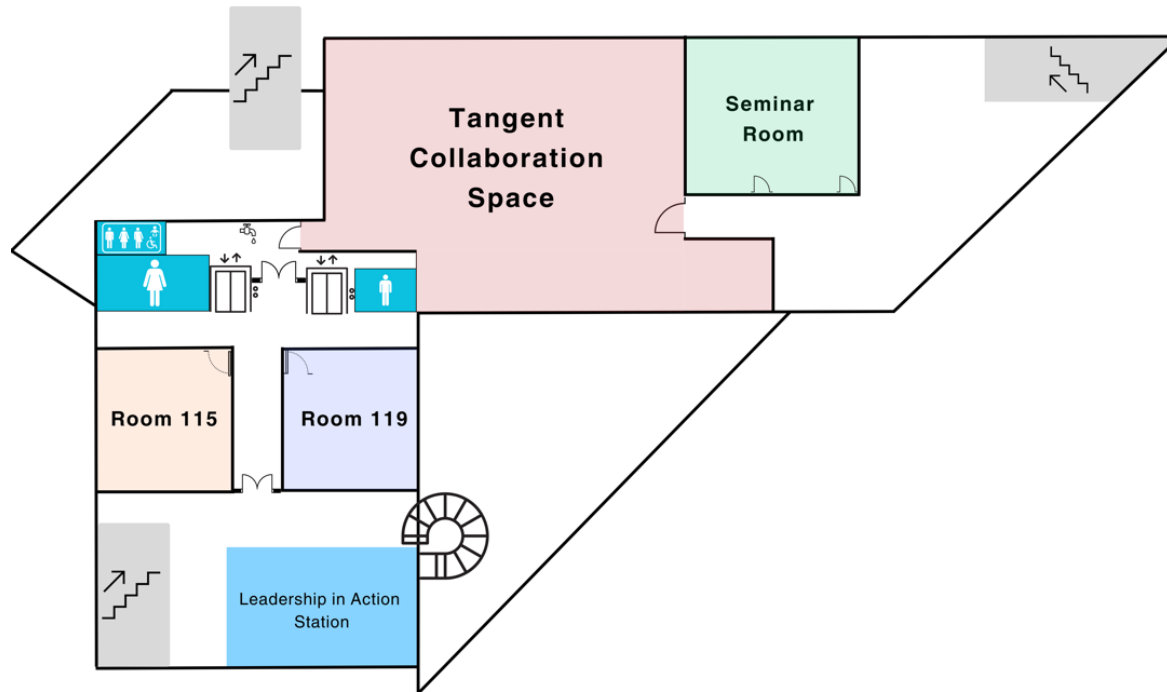 Tangent
Collaboration
Space
Seminar
Room
Room 115
Room 119
Leadership in Action
Station